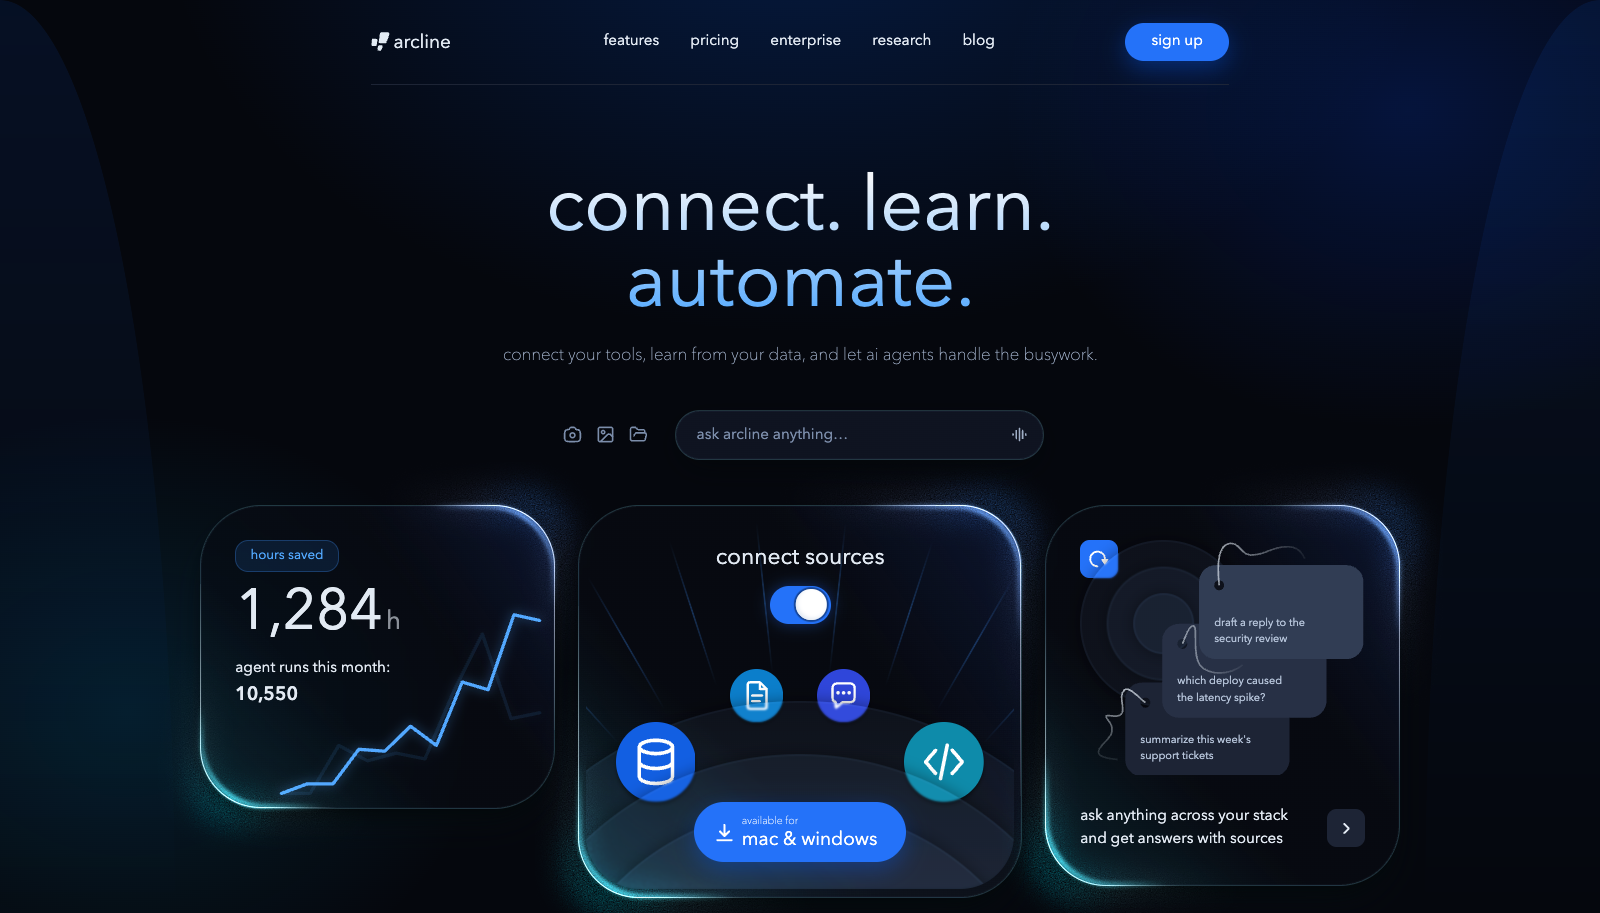 arcline
features
pricing
enterprise
research
blog
sign up
connect. learn.
automate.
connect your tools, learn from your data, and let ai agents handle the busywork.
ask arcline anything...
hours saved
1,284 h
agent runs this month:
10,550
connect sources
available for
mac & windows
draft a reply to the
security review
which deploy caused
the latency spike?
summarize this week's
support tickets
ask anything across your stack
and get answers with sources